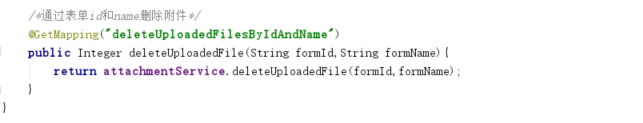 /*通过表单id和name删除附件*/
@GetMapping("deleteUploadedFilesByIdAndName")
public Integer deleteUploadedFile(String formId,String formName){
return attachmentService.deleteUploadedFile(formId,formName);
}
}